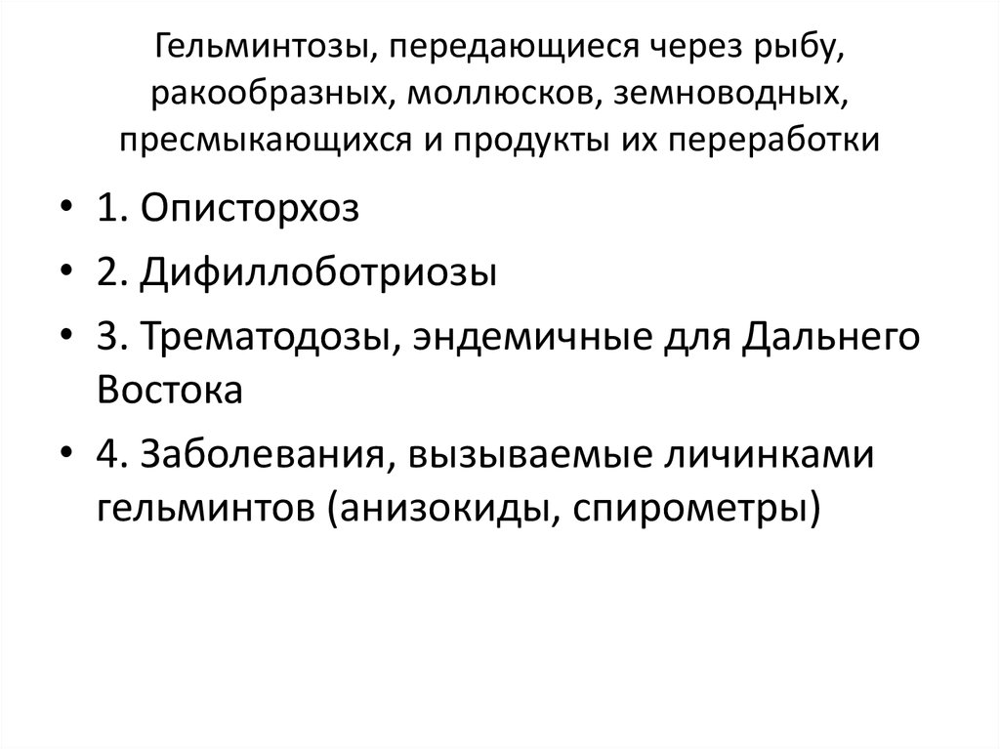 Гельминтозы, передающиеся через рыбу,
ракообразных, моллюсков, земноводных,
пресмыкающихся и продукты их переработки
• 1. Описторхоз
• 2. Дифиллоботриозы
• 3. Трематодозы, эндемичные для Дальнего
Востока
• 4. Заболевания, вызываемые личинками
гельминтов (анизокиды, спирометры)